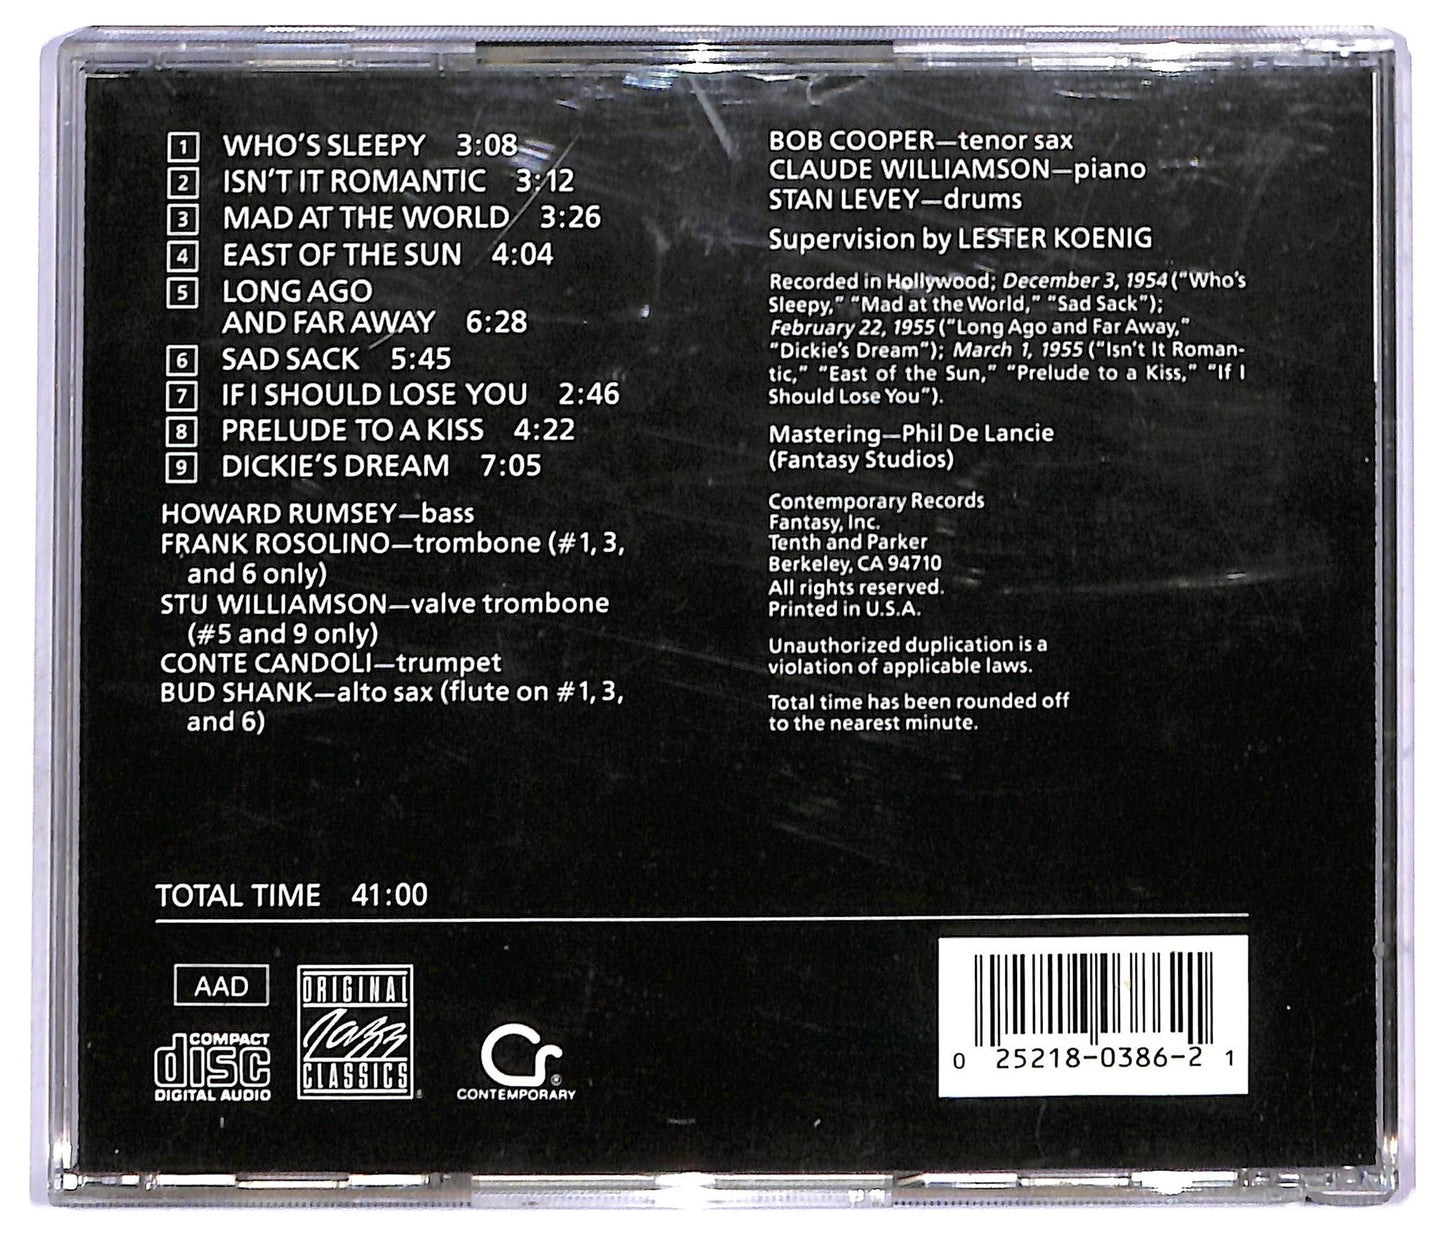 1 WHO'S SLEEPY 3:08
2 ISN'T IT ROMANTIC 3:12
3 MAD AT THE WORLD 3:26
4 EAST OF THE SUN 4:04
5 LONG AGO
AND FAR AWAY 6:28
6 SAD SACK 5:45
7 IF I SHOULD LOSE YOU 2:46
8 PRELUDE TO A KISS 4:22
9 DICKIE'S DREAM 7:05
HOWARD RUMSEY—bass
FRANK ROSOLINO—trombone (#1, 3,
and 6 only)
STU WILLIAMSON—valve trombone
(#5 and 9 only)
CONTE CANDOLI—trumpet
BUD SHANK—alto sax (flute on #1, 3,
and 6)
BOB COOPER—tenor sax
CLAUDE WILLIAMSON—piano
STAN LEVEY—drums
Supervision by LESTER KOENIG
Recorded in Hollywood; December 3, 1954 ("Who's
Sleepy," "Mad at the World," "Sad Sack");
February 22, 1955 ("Long Ago and Far Away,"
"Dickie's Dream"); March 1, 1955 ("Isn't It Roman-
tic," "East of the Sun," "Prelude to a Kiss," "If I
Should Lose You").
Mastering—Phil De Lancie
(Fantasy Studios)
Contemporary Records
Fantasy, Inc.
Tenth and Parker
Berkeley, CA 94710
All rights reserved.
Printed in U.S.A.
Unauthorized duplication is a
violation of applicable laws.
Total time has been rounded off
to the nearest minute.
TOTAL TIME 41:00
AAD
COMPACT
disc
DIGITAL AUDIO
ORIGINAL
Jazz
CLASSICS®
Cr®
CONTEMPORARY
0 25218-0386-2 1